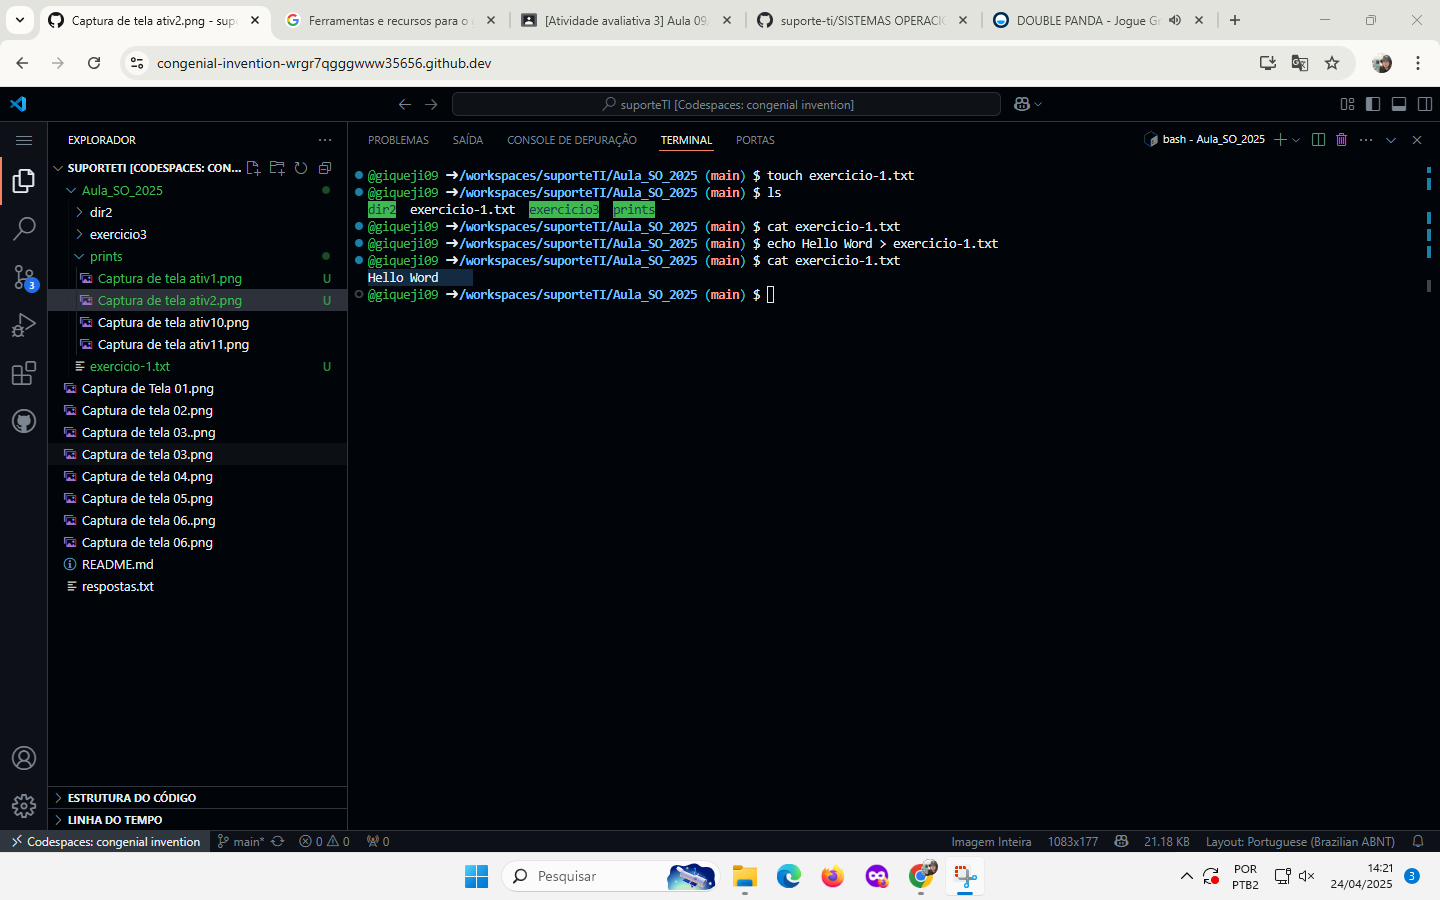 Captura de tela ativ2.png - sup
Ferramentas e recursos para o
[Atividade avaliativa 3] Aula 09
suporte-ti/SISTEMAS OPERACI
DOUBLE PANDA - Jogue Gr
congenial-invention-wrgr7qggggwww35656.github.dev
suporteTI [Codespaces: congenial invention]
EXPLORADOR
SUPORTETI [CODESPACES: CON...
Aula_SO_2025
dir2
exercicio3
prints
Captura de tela ativ1.png U
Captura de tela ativ2.png U
Captura de tela ativ10.png
Captura de tela ativ11.png
exercicio-1.txt U
Captura de Tela 01.png
Captura de tela 02.png
Captura de tela 03..png
Captura de tela 03.png
Captura de tela 04.png
Captura de tela 05.png
Captura de tela 06..png
Captura de tela 06.png
README.md
respostas.txt
ESTRUTURA DO CÓDIGO
LINHA DO TEMPO
3
PROBLEMAS SAÍDA CONSOLE DE DEPURAÇÃO TERMINAL PORTAS
bash - Aula_SO_2025
@giqueji09 ➜/workspaces/suporteTI/Aula_SO_2025 (main) $ touch exercicio-1.txt
@giqueji09 ➜/workspaces/suporteTI/Aula_SO_2025 (main) $ ls
dir2 exercicio-1.txt exercicio3 prints
@giqueji09 ➜/workspaces/suporteTI/Aula_SO_2025 (main) $ cat exercicio-1.txt
@giqueji09 ➜/workspaces/suporteTI/Aula_SO_2025 (main) $ echo Hello Word > exercicio-1.txt
@giqueji09 ➜/workspaces/suporteTI/Aula_SO_2025 (main) $ cat exercicio-1.txt
Hello Word
@giqueji09 ➜/workspaces/suporteTI/Aula_SO_2025 (main) $
Codespaces: congenial invention main* 0 0 0
Imagem Inteira 1083x177 21.18 KB Layout: Portuguese (Brazilian ABNT)
Pesquisar
POR
PTB2
14:21
24/04/2025
3